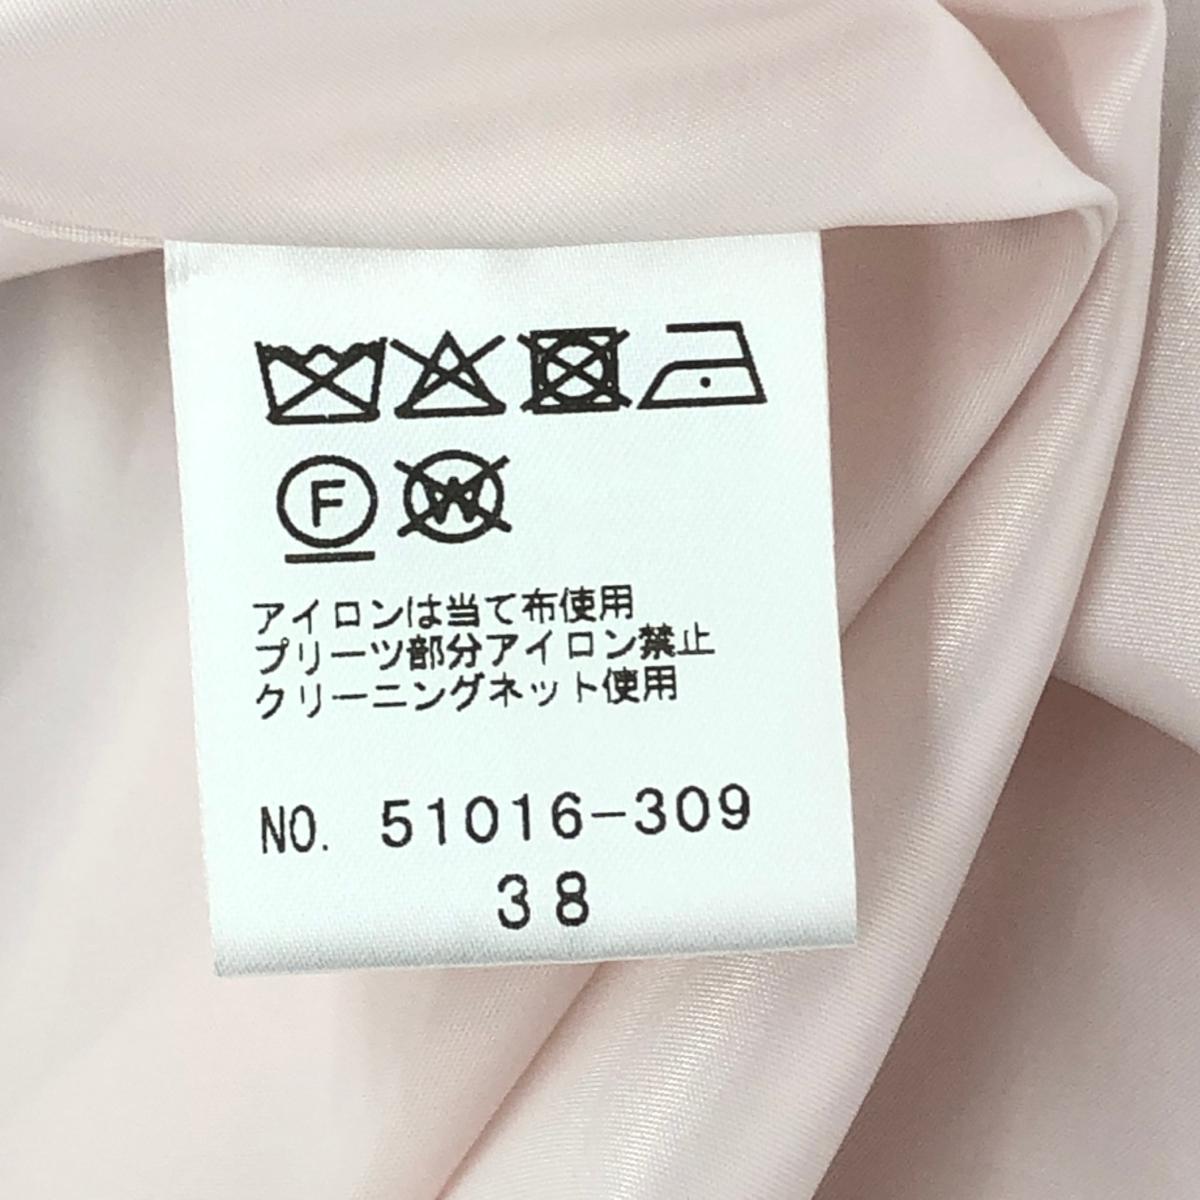 F W
アイロンは当て布使用
プリーツ部分アイロン禁止
クリーニングネット使用
NO. 51016-309
38